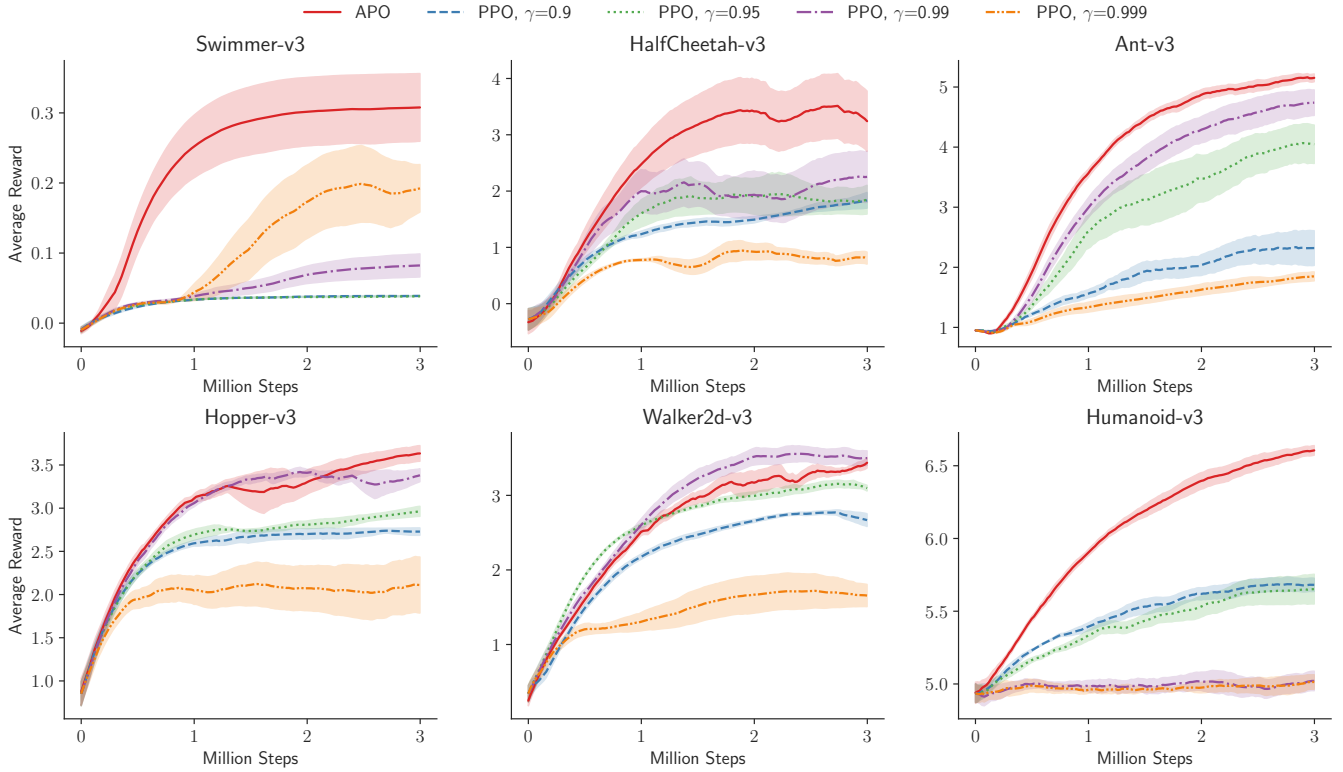 APO PPO, γ=0.9 PPO, γ=0.95 PPO, γ=0.99 PPO, γ=0.999
Swimmer-v3
Average Reward
0.3
0.2
0.1
0.0
0 1 2 3
Million Steps
HalfCheetah-v3
4
3
2
1
0
0 1 2 3
Million Steps
Ant-v3
5
4
3
2
1
0 1 2 3
Million Steps
Hopper-v3
Average Reward
3.5
3.0
2.5
2.0
1.5
1.0
0 1 2 3
Million Steps
Walker2d-v3
4
3
2
1
0 1 2 3
Million Steps
Humanoid-v3
6.5
6.0
5.5
5.0
0 1 2 3
Million Steps